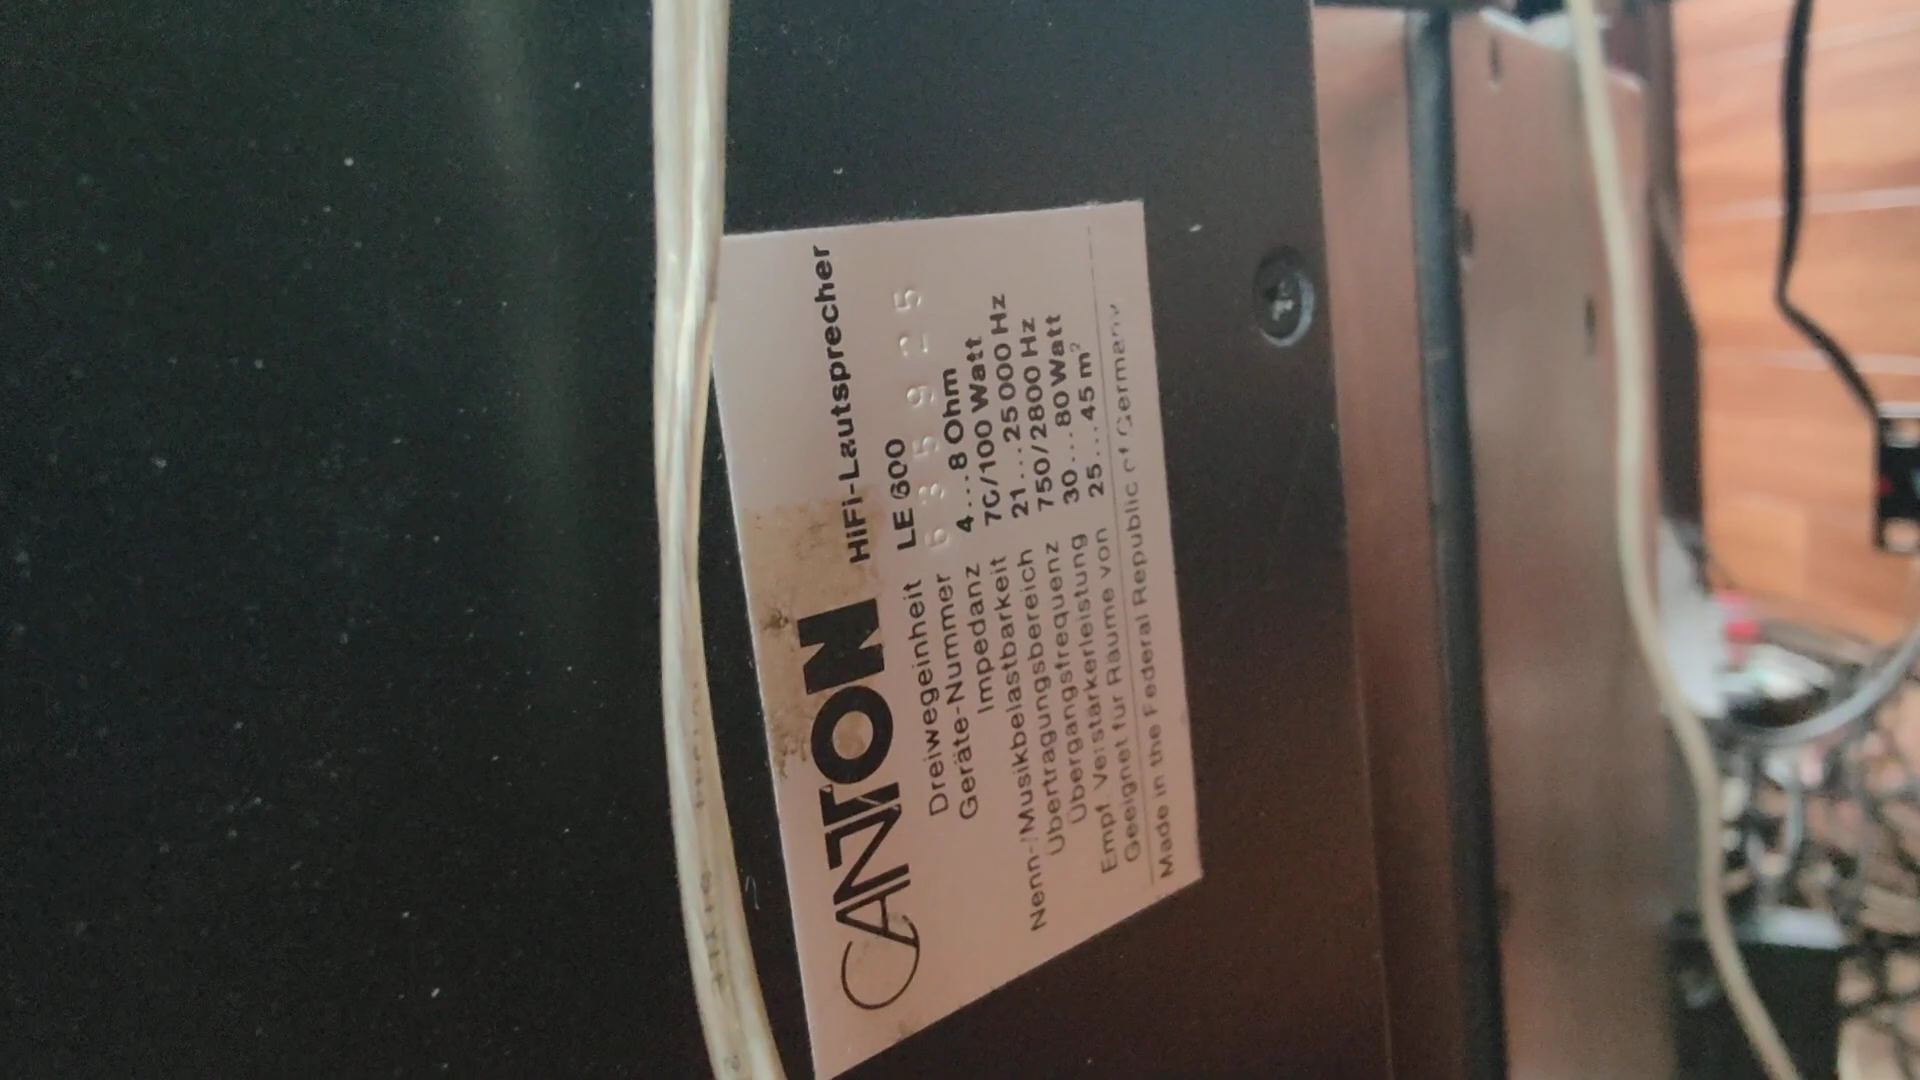 CANTON HiFi-Lautsprecher
Dreiwegeinheit LE 600
Geräte-Nummer 6 3 5 9 2 5
Impedanz 4...8 Ohm
Nenn-/Musikbelastbarkeit 70/100 Watt
Übertragungsbereich 21...25 000 Hz
Übergangsfrequenz 750/2800 Hz
Empf. Verstärkerleistung 30...80 Watt
Geeignet für Räume von 25...45 m²
Made in the Federal Republic of Germany